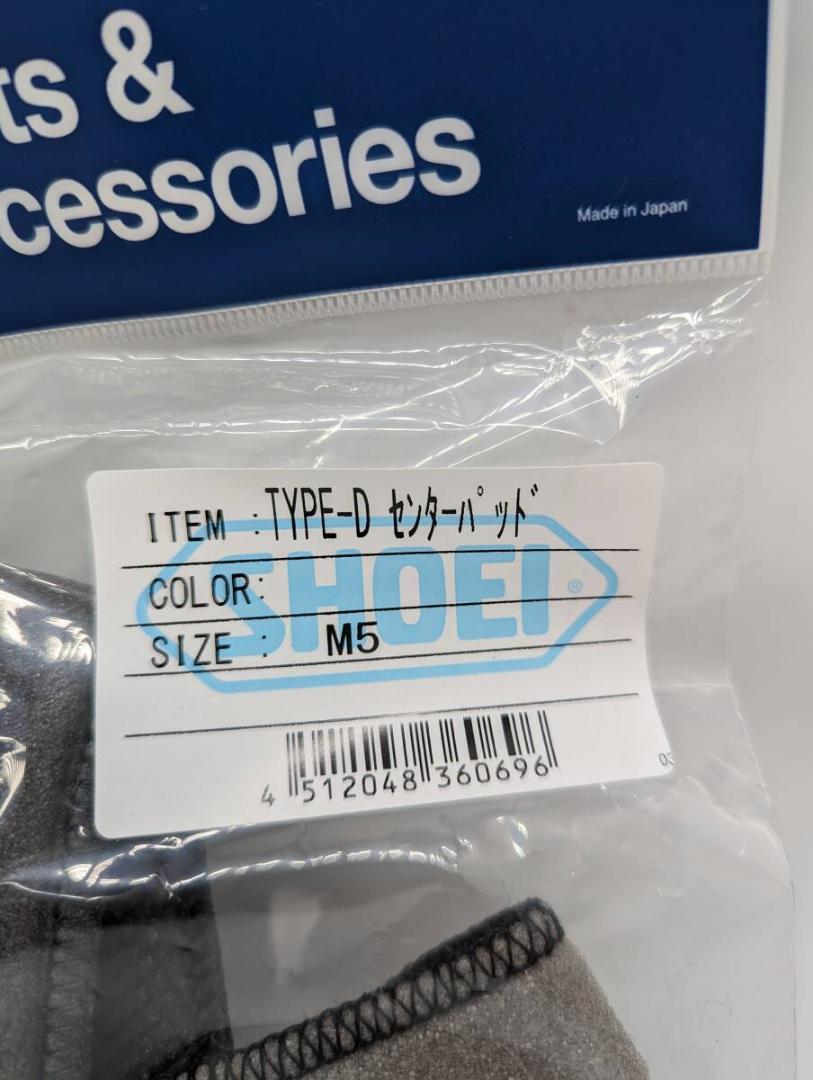 ts &
cessories
Made in Japan
ITEM :TYPE-D ｾﾝﾀｰﾊﾟｯﾄﾞ
COLOR:
SHOEI®
SIZE : M5
4 512048 360696
03